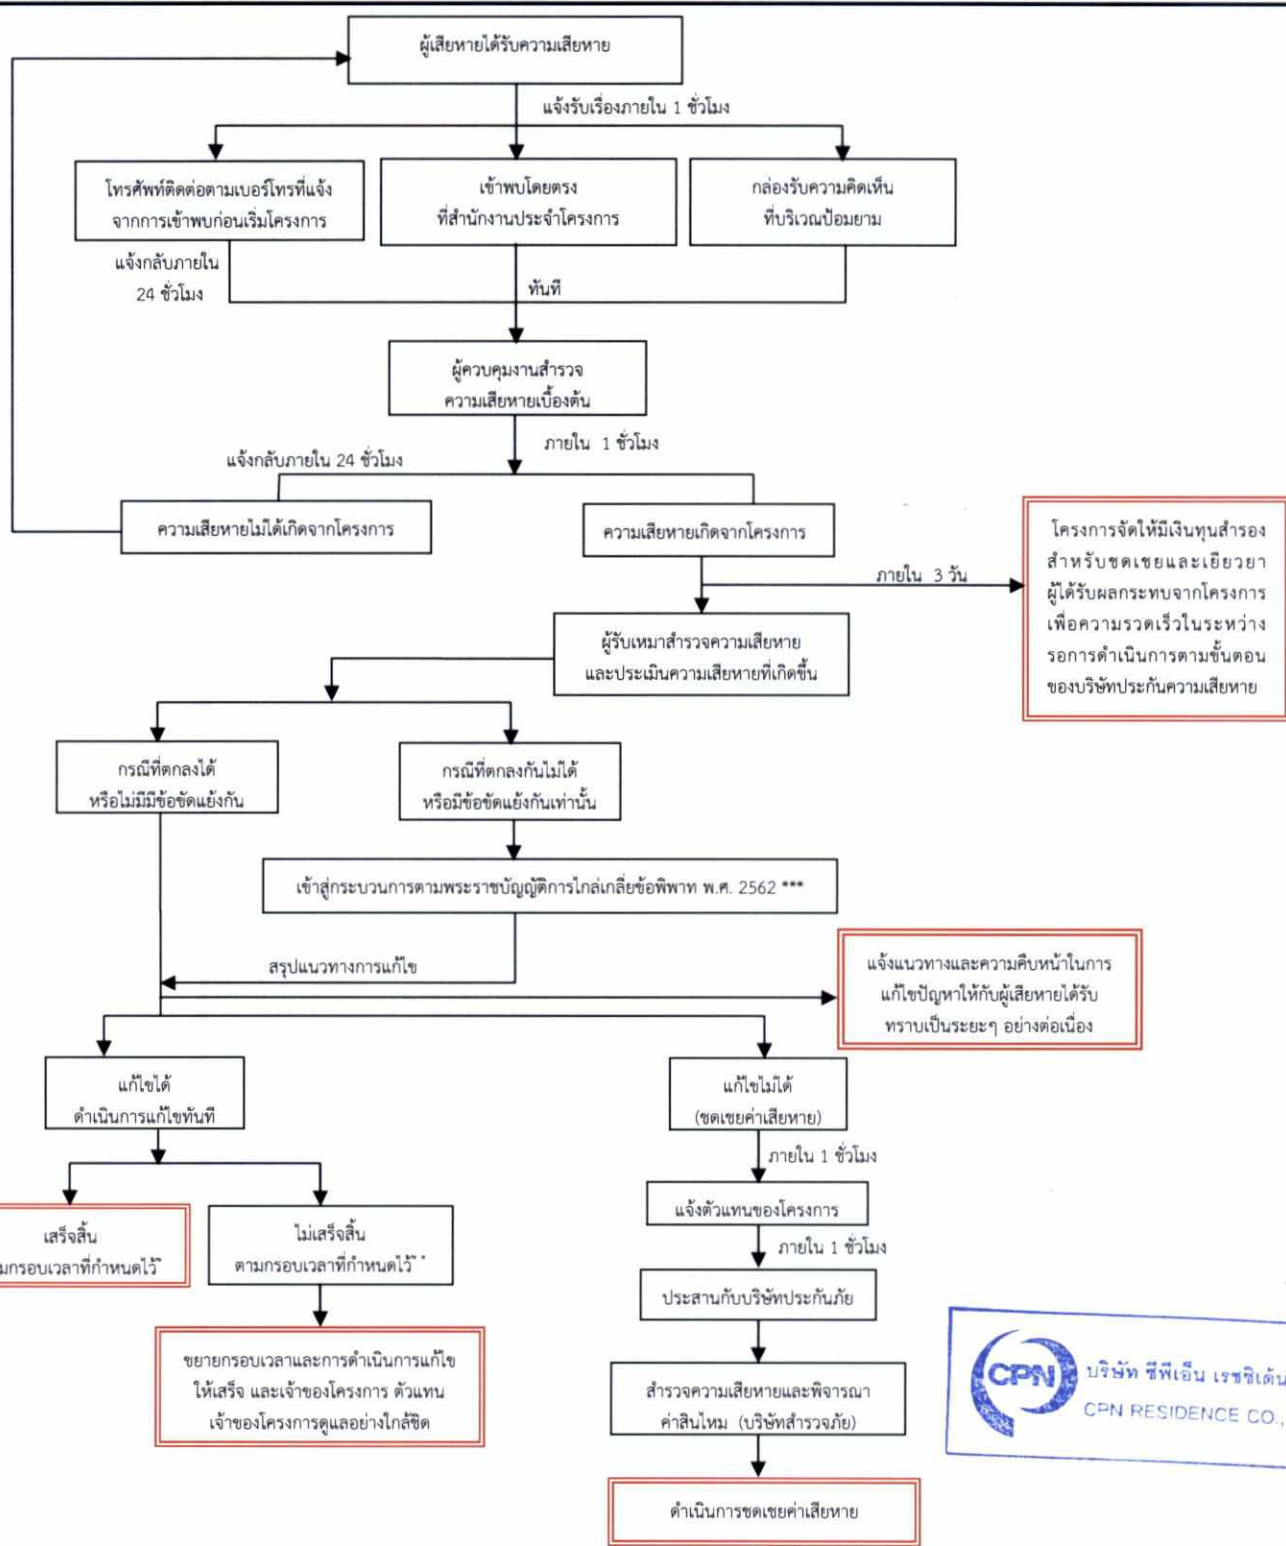 ผู้เสียหายได้รับความเสียหาย
แจ้งรับเรื่องภายใน 1 ชั่วโมง
โทรศัพท์ติดต่อตามเบอร์โทรที่แจ้ง
จากการเข้าพบก่อนเริ่มโครงการ
เข้าพบโดยตรง
ที่สำนักงานประจำโครงการ
กล่องรับความคิดเห็น
ที่บริเวณป้อมยาม
แจ้งกลับภายใน
24 ชั่วโมง
ทันที
ผู้ควบคุมงานสำรวจ
ความเสียหายเบื้องต้น
ภายใน 1 ชั่วโมง
แจ้งกลับภายใน 24 ชั่วโมง
ความเสียหายไม่ได้เกิดจากโครงการ
ความเสียหายเกิดจากโครงการ
ภายใน 3 วัน
โครงการจัดให้มีเงินทุนสำรอง
สำหรับชดเชยและเยียวยา
ผู้ได้รับผลกระทบจากโครงการ
เพื่อความรวดเร็วในระหว่าง
รอการดำเนินการตามขั้นตอน
ของบริษัทประกันความเสียหาย
ผู้รับเหมาสำรวจความเสียหาย
และประเมินความเสียหายที่เกิดขึ้น
กรณีที่ตกลงได้
หรือไม่มีมีข้อขัดแย้งกัน
กรณีที่ตกลงกันไม่ได้
หรือมีข้อขัดแย้งกันเท่านั้น
เข้าสู่กระบวนการตามพระราชบัญญัติการไกล่เกลี่ยข้อพิพาท พ.ศ. 2562 ***
สรุปแนวทางการแก้ไข
แจ้งแนวทางและความคืบหน้าในการ
แก้ไขปัญหาให้กับผู้เสียหายได้รับ
ทราบเป็นระยะๆ อย่างต่อเนื่อง
แก้ไขได้
ดำเนินการแก้ไขทันที
แก้ไขไม่ได้
(ชดเชยค่าเสียหาย)
ภายใน 1 ชั่วโมง
แจ้งตัวแทนของโครงการ
ภายใน 1 ชั่วโมง
เสร็จสิ้น
มกรอบเวลาที่กำหนดไว้*
ไม่เสร็จสิ้น
ตามกรอบเวลาที่กำหนดไว้**
ประสานกับบริษัทประกันภัย
ขยายกรอบเวลาและการดำเนินการแก้ไข
ให้เสร็จ และเจ้าของโครงการ ตัวแทน
เจ้าของโครงการดูแลอย่างใกล้ชิด
สำรวจความเสียหายและพิจารณา
ค่าสินไหม (บริษัทสำรวจภัย)
ดำเนินการชดเชยค่าเสียหาย
CPN
บริษัท ซีพีเอ็น เรซซิเด้น
CPN RESIDENCE CO.,